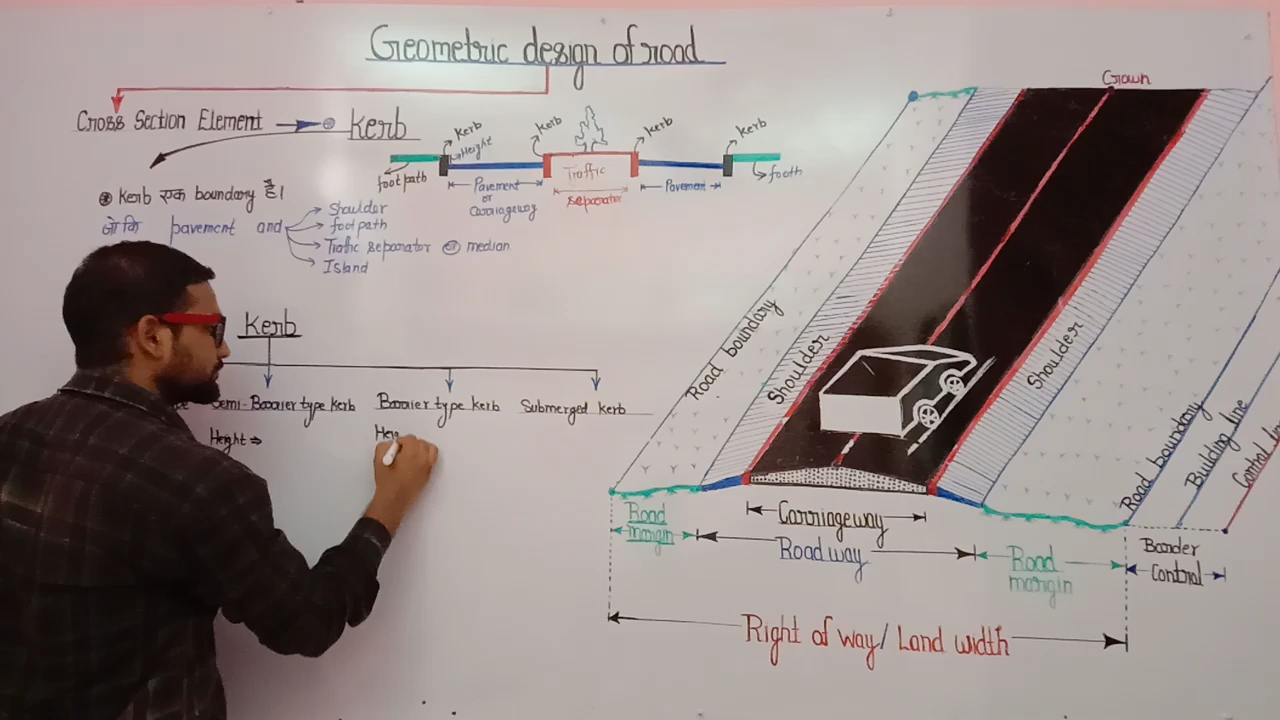 Geometric design of road
Cross Section Element
kerb
kerb
Height
kerb
kerb
kerb
foot path
Pavement
or
Carriageway
Traffic
Separator
Pavement
footh
kerb एक boundary है।
जो कि pavement and
Shoulder
foot path
Traffic separator or median
Island
Kerb
Semi-Barrier type kerb
Barrier type kerb
Submerged kerb
Height ⇒
Hei
Crown
Road boundary
Shoulder
Shoulder
Road boundary
Building line
Control
Road margin
Carriageway
Road way
Road margin
Border
Control
Right of way/ Land width